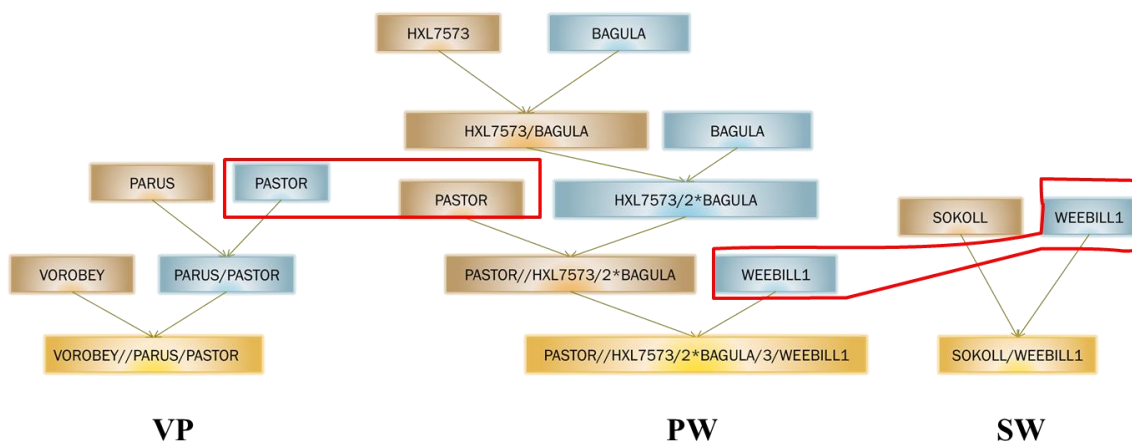 HXL7573
BAGULA
HXL7573/BAGULA
BAGULA
PARUS
PASTOR
PASTOR
HXL7573/2*BAGULA
SOKOLL
WEEBILL1
VOROBEY
PARUS/PASTOR
PASTOR//HXL7573/2*BAGULA
WEEBILL1
VOROBEY//PARUS/PASTOR
PASTOR//HXL7573/2*BAGULA/3/WEEBILL1
SOKOLL/WEEBILL1
VP
PW
SW